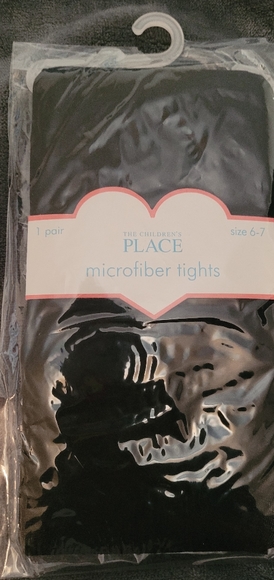 1 pair
THE CHILDREN'S
PLACE
size 6-7
microfiber tights